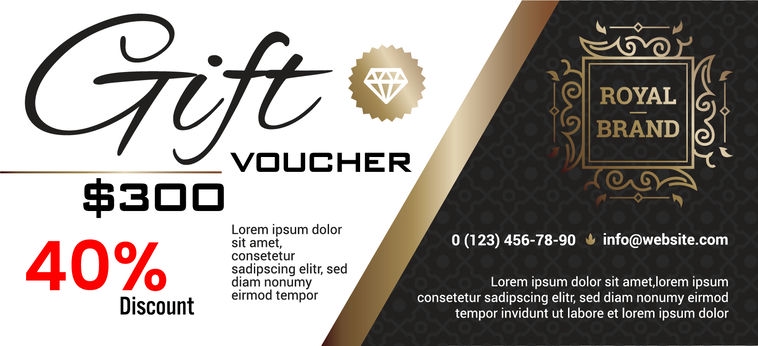 Gift
VOUCHER
$300
40%
Discount
Lorem ipsum dolor
sit amet,
consetetur
sadipscing elitr, sed
diam nonumy
eirmod tempor
ROYAL
BRAND
0 (123) 456-78-90 info@website.com
Lorem ipsum dolor sit amet,lorem ipsum
consetetur sadipscing elitr, sed diam eirmod
tempor invidunt ut labore et lorem ipsum dolor